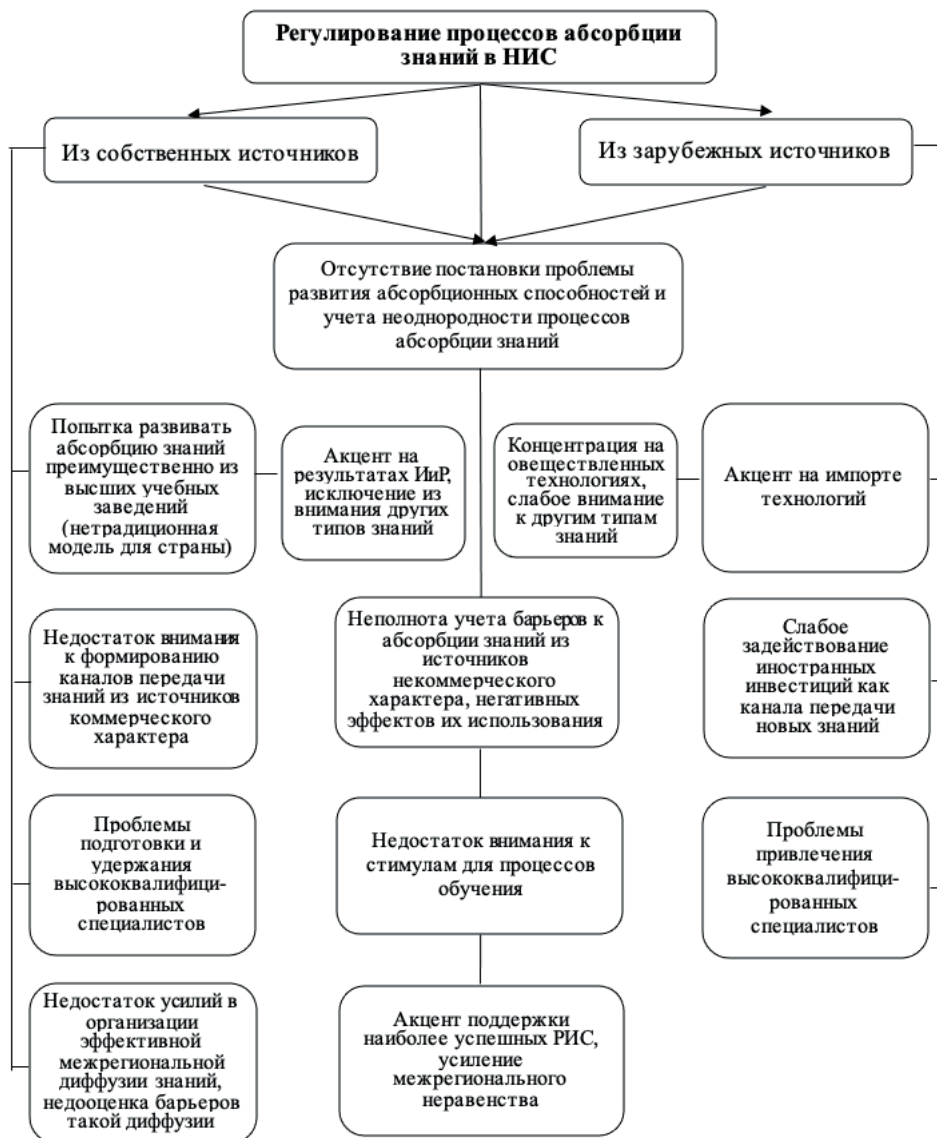 Регулирование процессов абсорбции
знаний в НИС
Из собственных источников
Из зарубежных источников
Отсутствие постановки проблемы
развития абсорбционных способностей и
учета неоднородности процессов
абсорбции знаний
Попытка развивать
абсорбцию знаний
преимущественно из
высших учебных
заведений
(нетрадиционная
модель для страны)
Акцент на
результатах ИиР,
исключение из
внимания других
типов знаний
Концентрация на
овеществленных
технологиях,
слабое внимание
к другим типам
знаний
Акцент на импорте
технологий
Недостаток внимания
к формированию
каналов передачи
знаний из источников
коммерческого
характера
Неполнота учета барьеров к
абсорбции знаний из
источников
некоммерческого
характера, негативных
эффектов их использования
Слабое
задействование
иностранных
инвестиций как
канала передачи
новых знаний
Проблемы
подготовки и
удержания
высококвалифици-
рованных
специалистов
Недостаток внимания к
стимулам для процессов
обучения
Проблемы
привлечения
высококвалифици-
рованных
специалистов
Недостаток усилий в
организации
эффективной
межрегиональной
диффузии знаний,
недооценка барьеров
такой диффузии
Акцент поддержки
наиболее успешных РИС,
усиление
межрегионального
неравенства